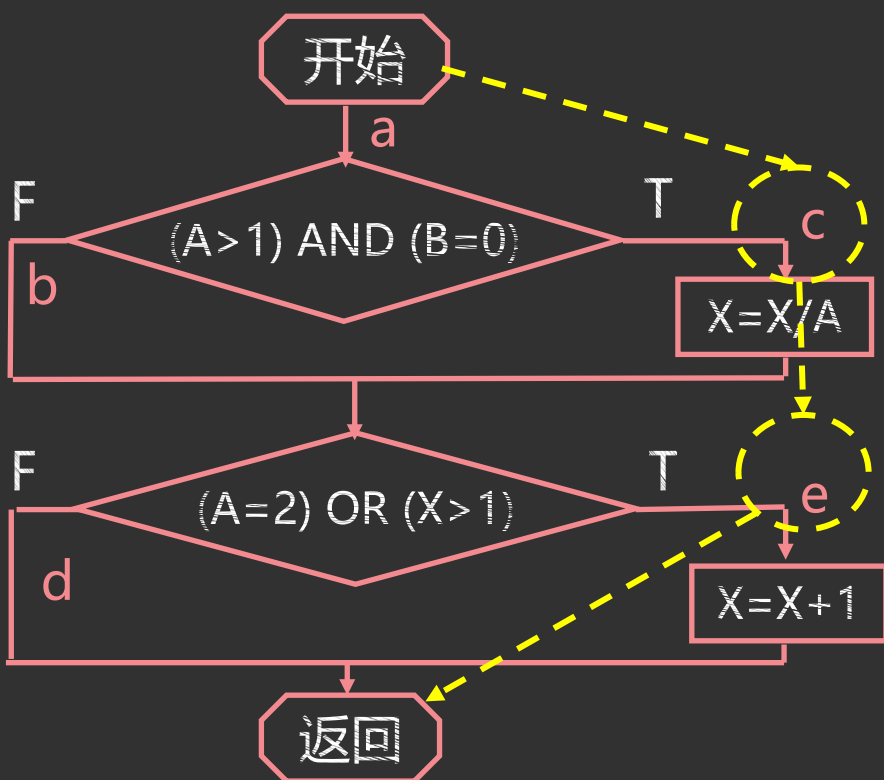 开始
a
F
T
c
(A>1) AND (B=0)
b
X=X/A
F
T
e
(A=2) OR (X>1)
d
X=X+1
返回